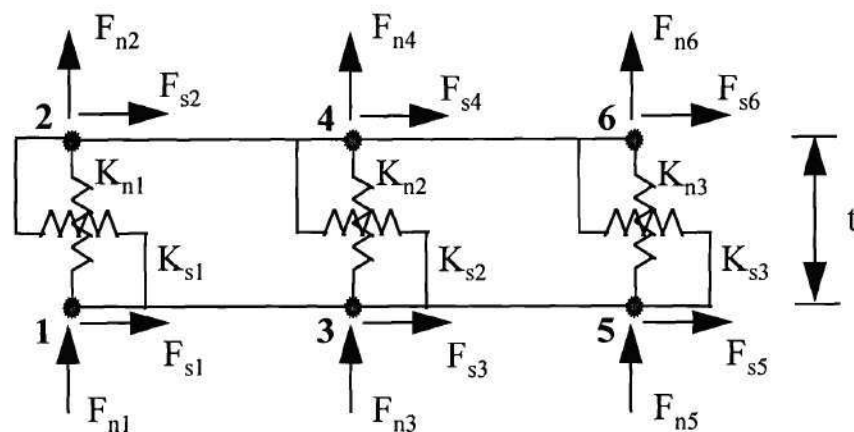 F_n2 F_n4 F_n6
F_s2 F_s4 F_s6
2 4 6
K_n1 K_n2 K_n3
t
K_s1 K_s2 K_s3
1 3 5
F_s1 F_s3 F_s5
F_n1 F_n3 F_n5